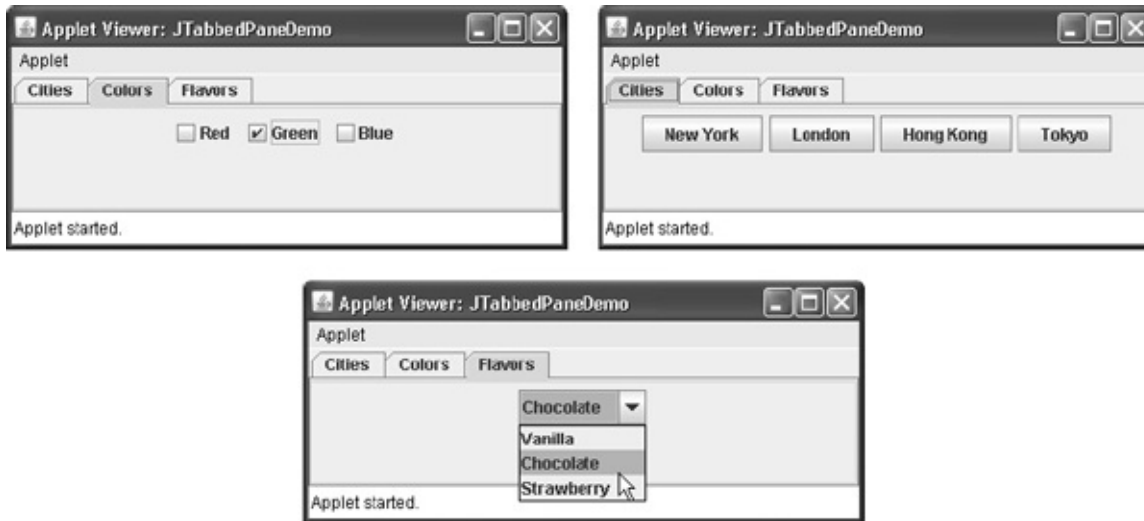 Applet Viewer: JTabbedPaneDemo
Applet
Cities Colors Flavors
Red Green Blue
Applet started.
Applet Viewer: JTabbedPaneDemo
Applet
Cities Colors Flavors
New York London Hong Kong Tokyo
Applet started.
Applet Viewer: JTabbedPaneDemo
Applet
Cities Colors Flavors
Chocolate
Vanilla
Chocolate
Strawberry
Applet started.